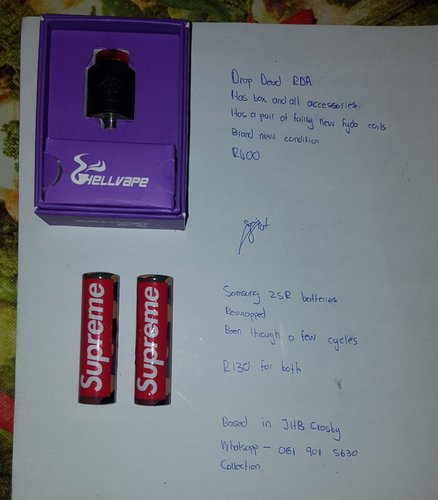 Drop Dead RDA
Has box and all accessories
Has a pair of fairly new fydo coils
Brand new condition
R400
HELLVAPE
Samsung 25R batteries
Rewrapped
Been through a few cycles
R130 for both
Supreme
Supreme
Based in JHB Crosby
Whatsapp - 061 901 5630
Collection